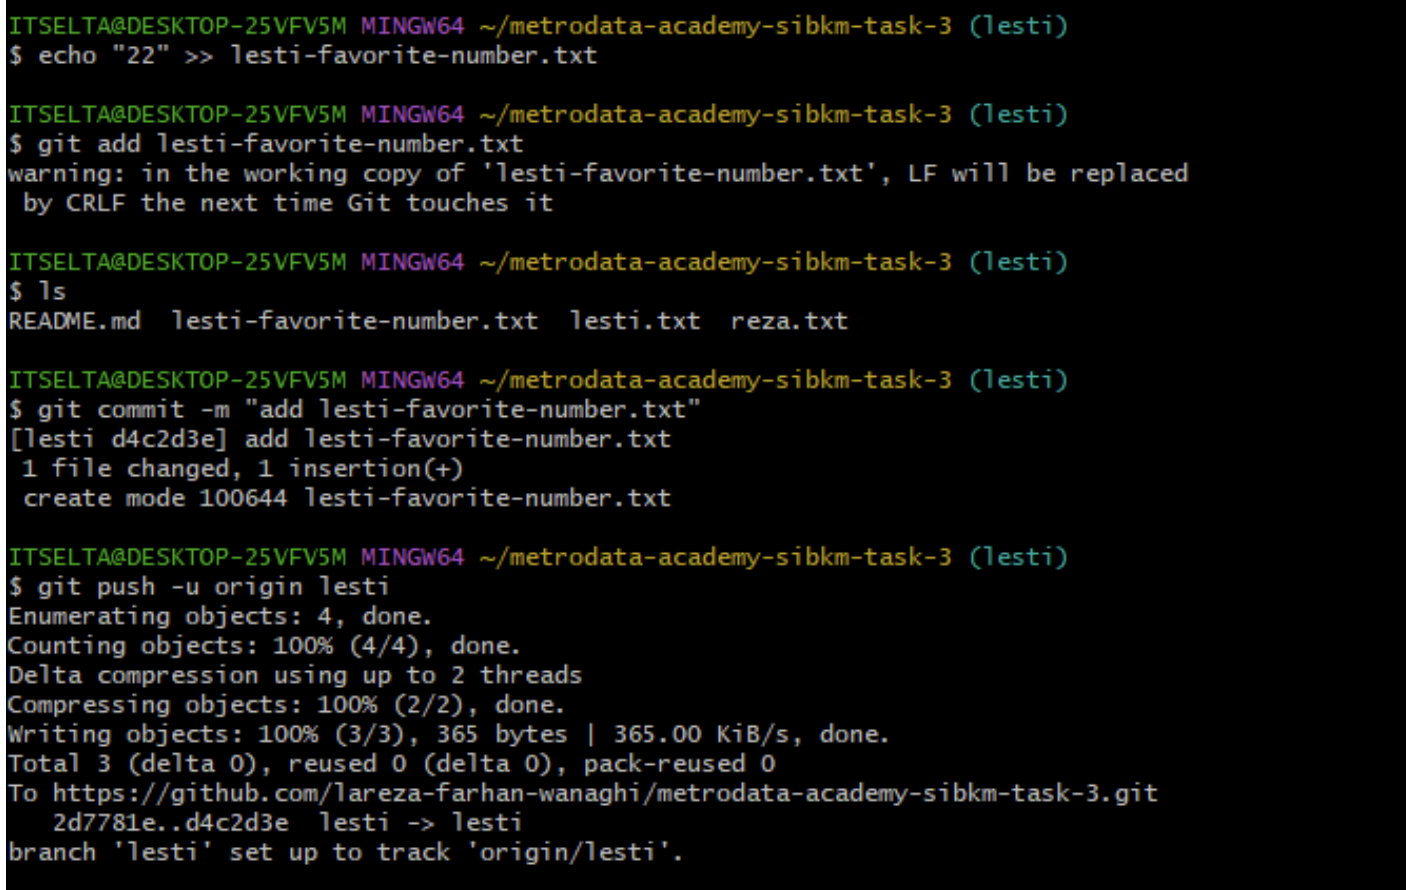 ITSELTA@DESKTOP-25VFV5M MINGW64 ~/metrodata-academy-sibkm-task-3 (lesti)
$ echo "22" >> lesti-favorite-number.txt
ITSELTA@DESKTOP-25VFV5M MINGW64 ~/metrodata-academy-sibkm-task-3 (lesti)
$ git add lesti-favorite-number.txt
warning: in the working copy of 'lesti-favorite-number.txt', LF will be replaced
 by CRLF the next time Git touches it
ITSELTA@DESKTOP-25VFV5M MINGW64 ~/metrodata-academy-sibkm-task-3 (lesti)
$ ls
README.md  lesti-favorite-number.txt  lesti.txt  reza.txt
ITSELTA@DESKTOP-25VFV5M MINGW64 ~/metrodata-academy-sibkm-task-3 (lesti)
$ git commit -m "add lesti-favorite-number.txt"
[lesti d4c2d3e] add lesti-favorite-number.txt
 1 file changed, 1 insertion(+)
 create mode 100644 lesti-favorite-number.txt
ITSELTA@DESKTOP-25VFV5M MINGW64 ~/metrodata-academy-sibkm-task-3 (lesti)
$ git push -u origin lesti
Enumerating objects: 4, done.
Counting objects: 100% (4/4), done.
Delta compression using up to 2 threads
Compressing objects: 100% (2/2), done.
Writing objects: 100% (3/3), 365 bytes | 365.00 KiB/s, done.
Total 3 (delta 0), reused 0 (delta 0), pack-reused 0
To https://github.com/lareza-farhan-wanaghi/metrodata-academy-sibkm-task-3.git
   2d7781e..d4c2d3e  lesti -> lesti
branch 'lesti' set up to track 'origin/lesti'.